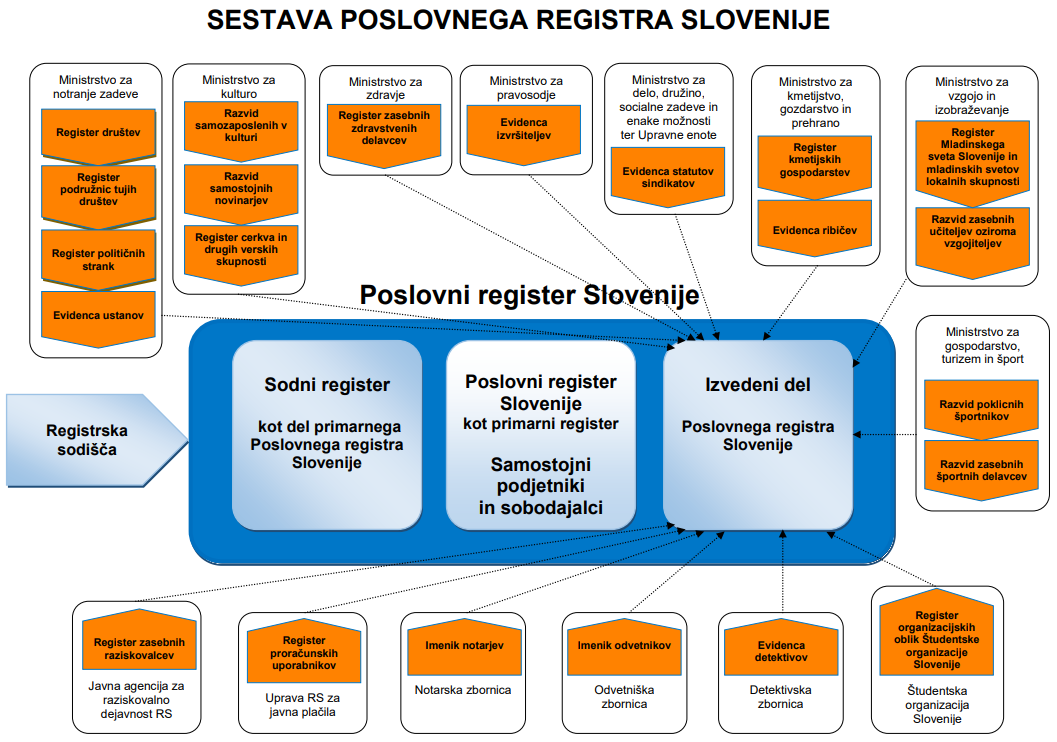 SESTAVA POSLOVNEGA REGISTRA SLOVENIJE
Ministrstvo za
notranje zadeve
Register društev
Register
podružnic tujih
društev
Register političnih
strank
Evidenca ustanov
Ministrstvo za
kulturo
Razvid
samozaposlenih v
kulturi
Razvid
samostojnih
novinarjev
Register cerkva in
drugih verskih
skupnosti
Ministrstvo za
zdravje
Register zasebnih
zdravstvenih
delavcev
Ministrstvo za
pravosodje
Evidenca
izvršiteljev
Ministrstvo za
delo, družino,
socialne zadeve in
enake možnosti
ter Upravne enote
Evidenca statutov
sindikatov
Ministrstvo za
kmetijstvo,
gozdarstvo in
prehrano
Register
kmetijskih
gospodarstev
Evidenca ribičev
Ministrstvo za
vzgojo in
izobraževanje
Register
Mladinskega
sveta Slovenije in
mladinskih svetov
lokalnih skupnosti
Razvid zasebnih
učiteljev oziroma
vzgojiteljev
Poslovni register Slovenije
Registrska
sodišča
Sodni register
kot del primarnega
Poslovnega registra
Slovenije
Poslovni register
Slovenije
kot primarni register
Samostojni
podjetniki
in sobodajalci
Izvedeni del
Poslovnega registra
Slovenije
Ministrstvo za
gospodarstvo,
turizem in šport
Razvid poklicnih
športnikov
Razvid zasebnih
športnih delavcev
Register zasebnih
raziskovalcev
Javna agencija za
raziskovalno
dejavnost RS
Register
proračunskih
uporabnikov
Uprava RS za
javna plačila
Imenik notarjev
Notarska zbornica
Imenik odvetnikov
Odvetniška
zbornica
Evidenca
detektivov
Detektivska
zbornica
Register
organizacijskih
oblik Študentske
organizacije
Slovenije
Študentska
organizacija
Slovenije